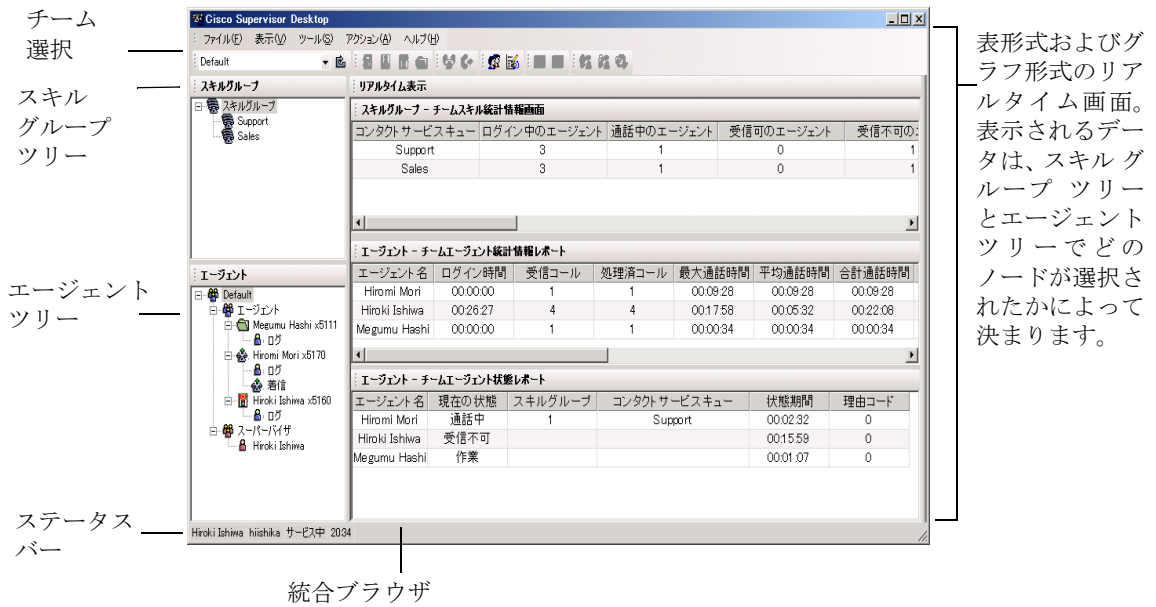 チーム
選択
スキル
グループ
ツリー
エージェント
ツリー
ステータス
バー
Cisco Supervisor Desktop
ファイル(F) 表示(V) ツール(S) アクション(A) ヘルプ(H)
Default
スキルグループ
スキルグループ
Support
Sales
エージェント
Default
エージェント
Megumu Hashi x5111
ログ
Hiromi Mori x5170
ログ
着信
Hiroki Ishiwa x5160
ログ
スーパーバイザ
Hiroki Ishiwa
リアルタイム表示
スキルグループ - チームスキル統計情報画面
コンタクト サービス キュー ログイン中のエージェント 通話中のエージェント 受信可のエージェント 受信不可の
Support 3 1 0 1
Sales 3 1 0 1
エージェント - チームエージェント統計情報レポート
エージェント名 ログイン時間 受信コール 処理済コール 最大通話時間 平均通話時間 合計通話時間
Hiromi Mori 00:00:00 1 1 00:09:28 00:09:28 00:09:28
Hiroki Ishiwa 00:26:27 4 4 00:17:58 00:05:32 00:22:08
Megumu Hashi 00:00:00 1 1 00:00:34 00:00:34 00:00:34
エージェント - チームエージェント状態レポート
エージェント名 現在の状態 スキルグループ コンタクト サービスキュー 状態期間 理由コード
Hiromi Mori 通話中 1 Support 00:02:32 0
Hiroki Ishiwa 受信不可 00:15:59 0
Megumu Hashi 作業 00:01:07 0
Hiroki Ishiwa hiishika サービス中 20:34
統合ブラウザ
表形式およびグ
ラフ形式のリア
ルタイム画面。
表示されるデー
タは、スキル グ
ループ ツリー
とエージェント
ツリーでどの
ノードが選択さ
れたかによって
決まります。